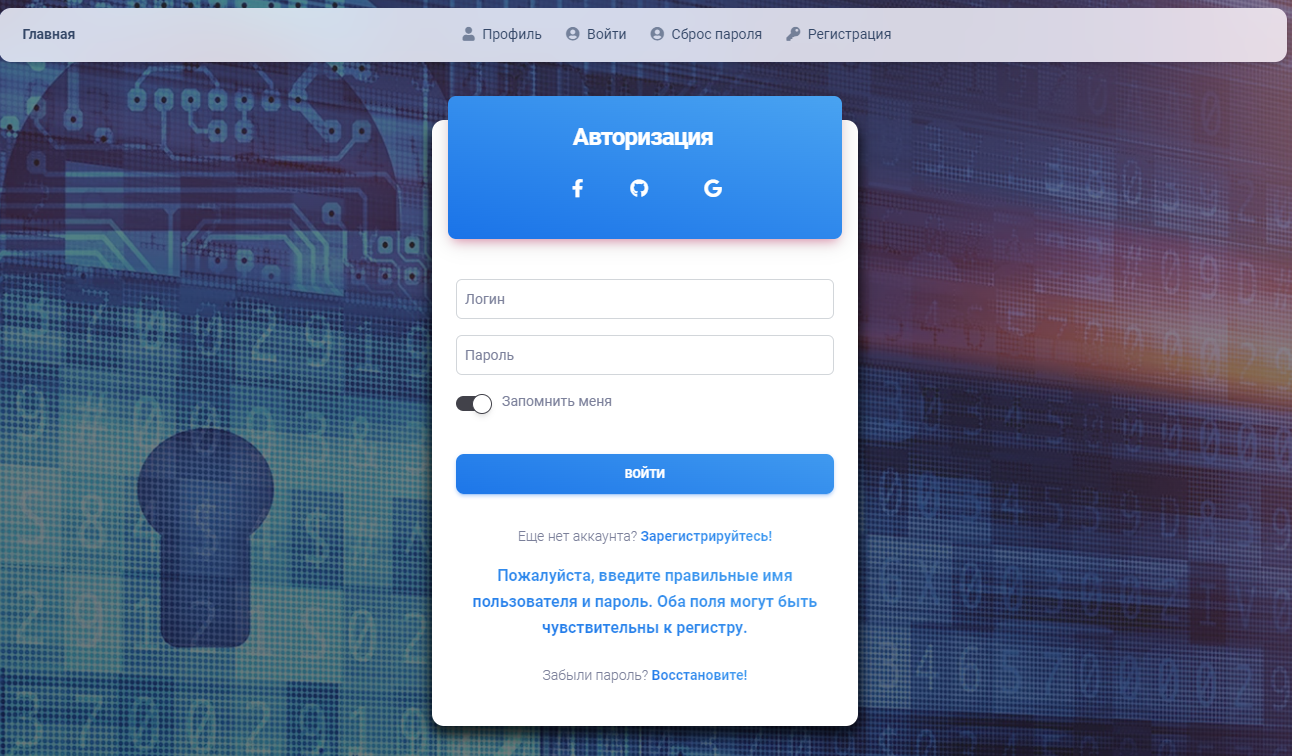 Главная
Профиль
Войти
Сброс пароля
Регистрация
Авторизация
Логин
Пароль
Запомнить меня
ВОЙТИ
Еще нет аккаунта? Зарегистрируйтесь!
Пожалуйста, введите правильные имя
пользователя и пароль. Оба поля могут быть
чувствительны к регистру.
Забыли пароль? Восстановите!